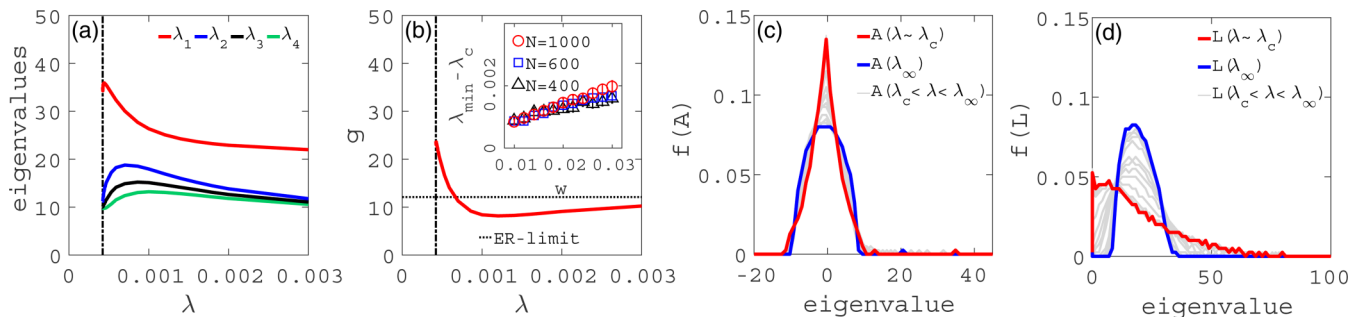 (a)
λ₁ λ₂ λ₃ λ₄
eigenvalues
50
40
30
20
10
0
0 0.001 0.002 0.003
λ
(b)
g
50
40
30
20
10
0
0 0.001 0.002 0.003
λ
ER-limit
N=1000
N=600
N=400
λmin - λc
0.002
0
0.01 0.02 0.03
w
(c)
A(λ~ λc)
A(λ∞)
A(λc< λ< λ∞)
f(A)
0.15
0.1
0.05
0
-20 0 20 40
eigenvalue
(d)
L(λ~ λc)
L(λ∞)
L(λc< λ< λ∞)
f(L)
0.15
0.1
0.05
0
0 50 100
eigenvalue